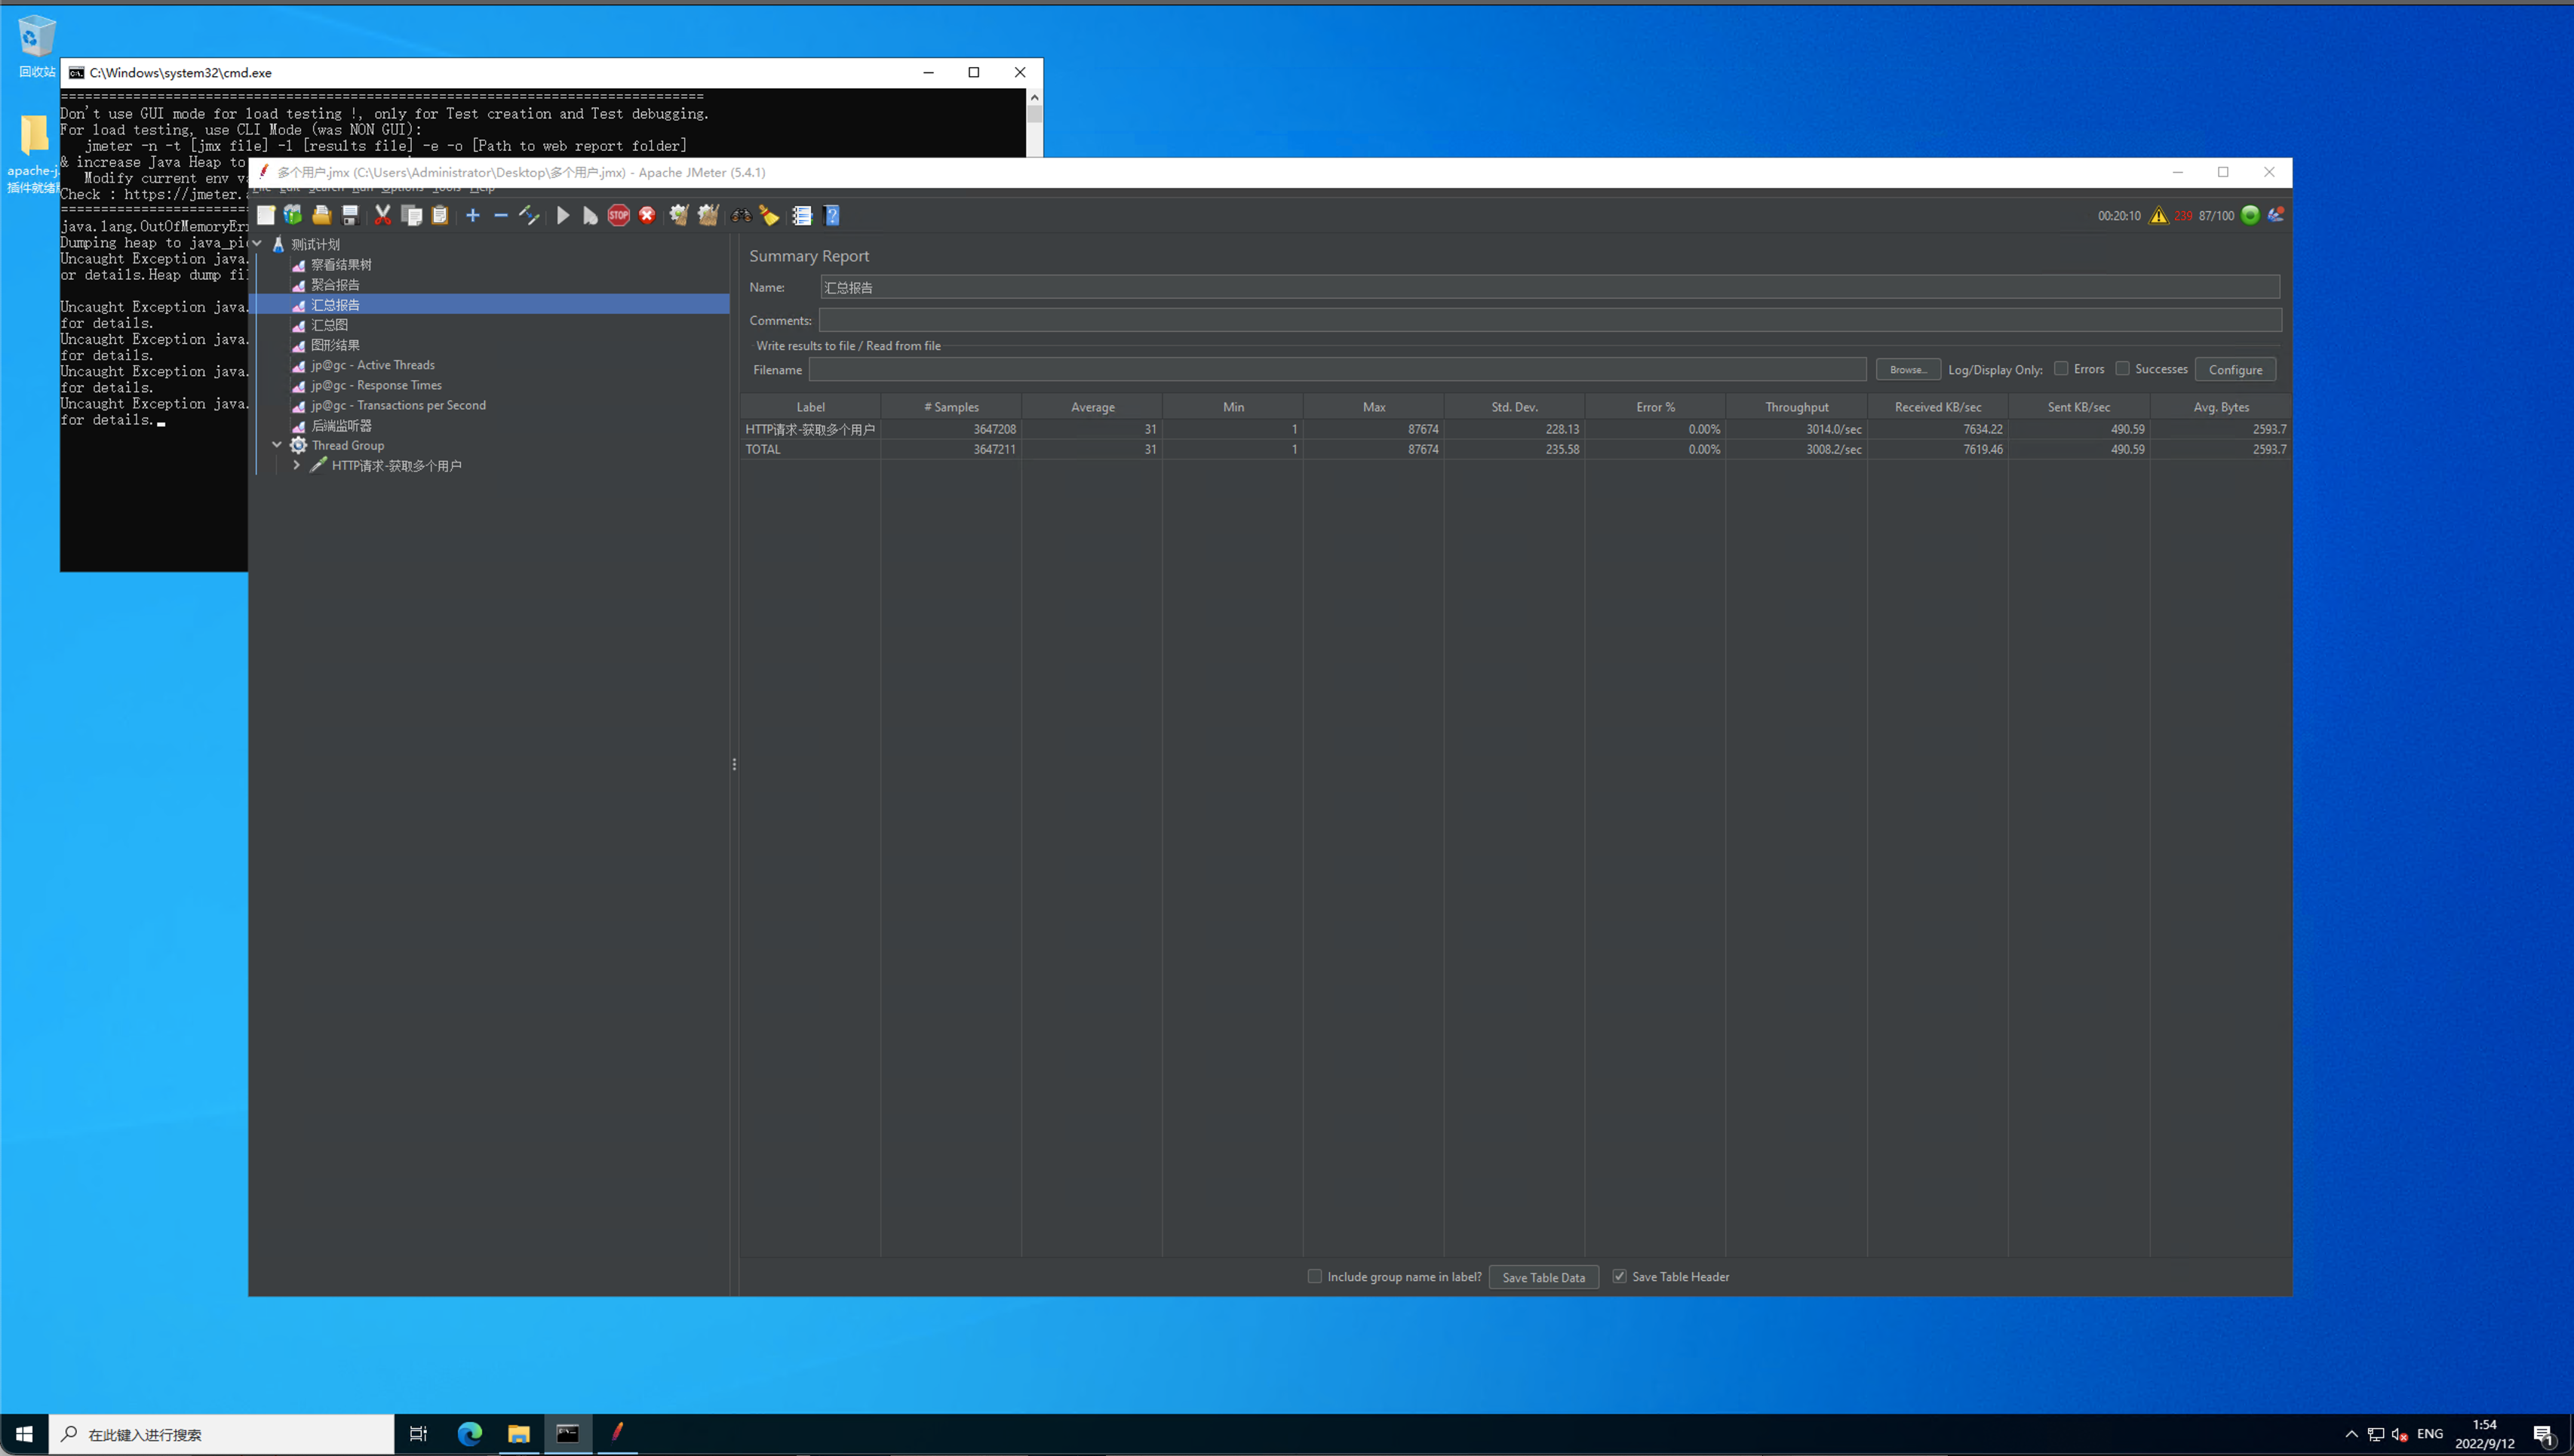 回收站
apache-j
插件就绪
C:\Windows\system32\cmd.exe
================================================================================
Don't use GUI mode for load testing !, only for Test creation and Test debugging.
For load testing, use CLI Mode (was NON GUI):
jmeter -n -t [jmx file] -l [results file] -e -o [Path to web report folder]
& increase Java Heap to
Modify current env va
Check : https://jmeter.a
java.lang.OutOfMemoryErr
Dumping heap to java_pid
Uncaught Exception java.
or details.Heap dump fil
Uncaught Exception java.
for details.
Uncaught Exception java.
for details.
Uncaught Exception java.
for details.
Uncaught Exception java.
for details.
多个用户.jmx (C:\Users\Administrator\Desktop\多个用户.jmx) - Apache JMeter (5.4.1)
File Edit Search Run Options Tools Help
STOP
00:20:10 239 87/100
测试计划
察看结果树
聚合报告
汇总报告
汇总图
图形结果
jp@gc - Active Threads
jp@gc - Response Times
jp@gc - Transactions per Second
后端监听器
Thread Group
HTTP请求-获取多个用户
Summary Report
Name: 汇总报告
Comments:
Write results to file / Read from file
Filename Browse... Log/Display Only: Errors Successes Configure
Label # Samples Average Min Max Std. Dev. Error % Throughput Received KB/sec Sent KB/sec Avg. Bytes
HTTP请求-获取多个用户 3647208 31 1 87674 228.13 0.00% 3014.0/sec 7634.22 490.59 2593.7
TOTAL 3647211 31 1 87674 235.58 0.00% 3008.2/sec 7619.46 490.59 2593.7
Include group name in label? Save Table Data Save Table Header
在此键入进行搜索
ENG
1:54
2022/9/12
1